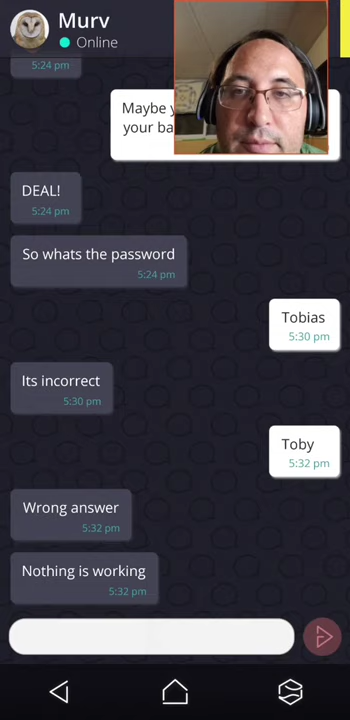 Murv
Online
5:24 pm
Maybe
your ba
DEAL!
5:24 pm
So whats the password
5:24 pm
Tobias
5:30 pm
Its incorrect
5:30 pm
Toby
5:32 pm
Wrong answer
5:32 pm
Nothing is working
5:32 pm